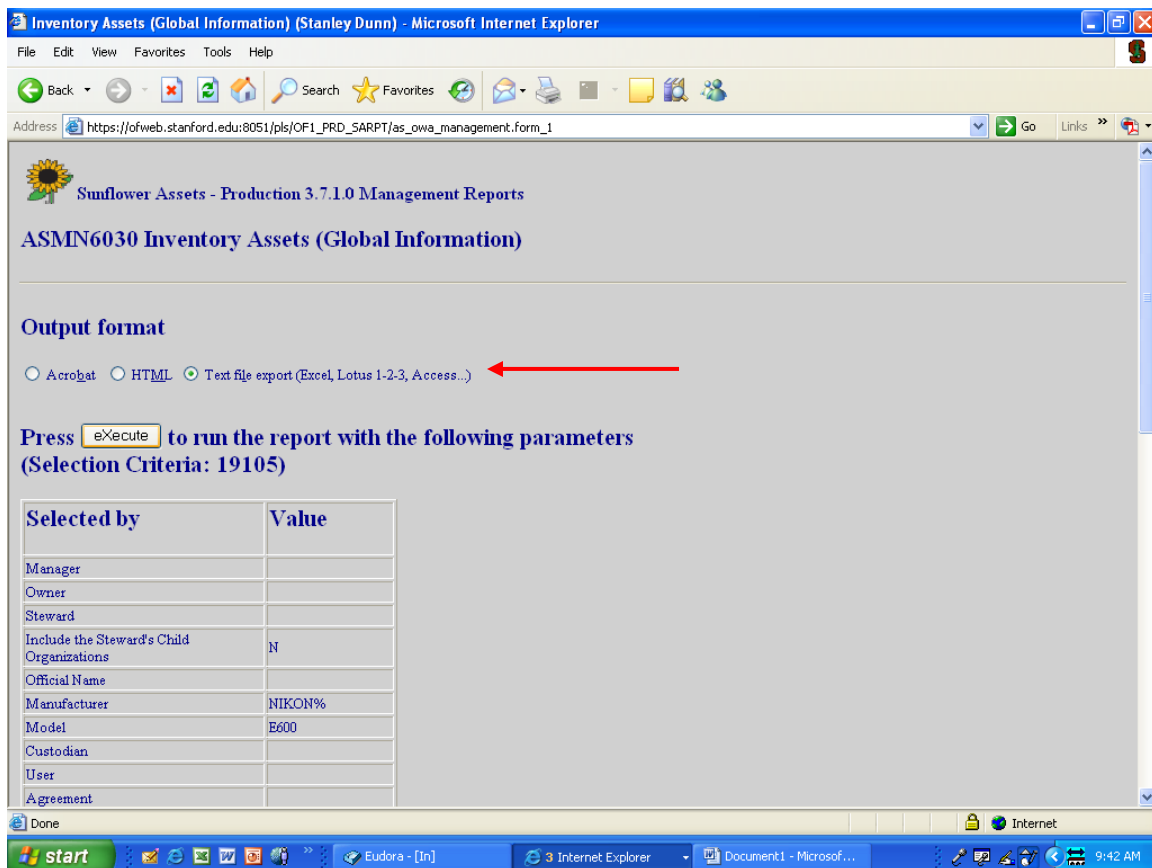 Inventory Assets (Global Information) (Stanley Dunn) - Microsoft Internet Explorer
File Edit View Favorites Tools Help
Back Search Favorites
Address https://ofweb.stanford.edu:8051/pls/OF1_PRD_SARPT/as_owa_management.form_1 Go Links »
Sunflower Assets - Production 3.7.1.0 Management Reports
ASMN6030 Inventory Assets (Global Information)
Output format
Acrobat HTML Text file export (Excel, Lotus 1-2-3, Access...)
Press eXecute to run the report with the following parameters
(Selection Criteria: 19105)
Selected by Value
Manager
Owner
Steward
Include the Steward's Child
Organizations N
Official Name
Manufacturer NIKON%
Model E600
Custodian
User
Agreement
Done Internet
start » Eudora - [In] 3 Internet Explorer Document1 - Microsof... 9:42 AM